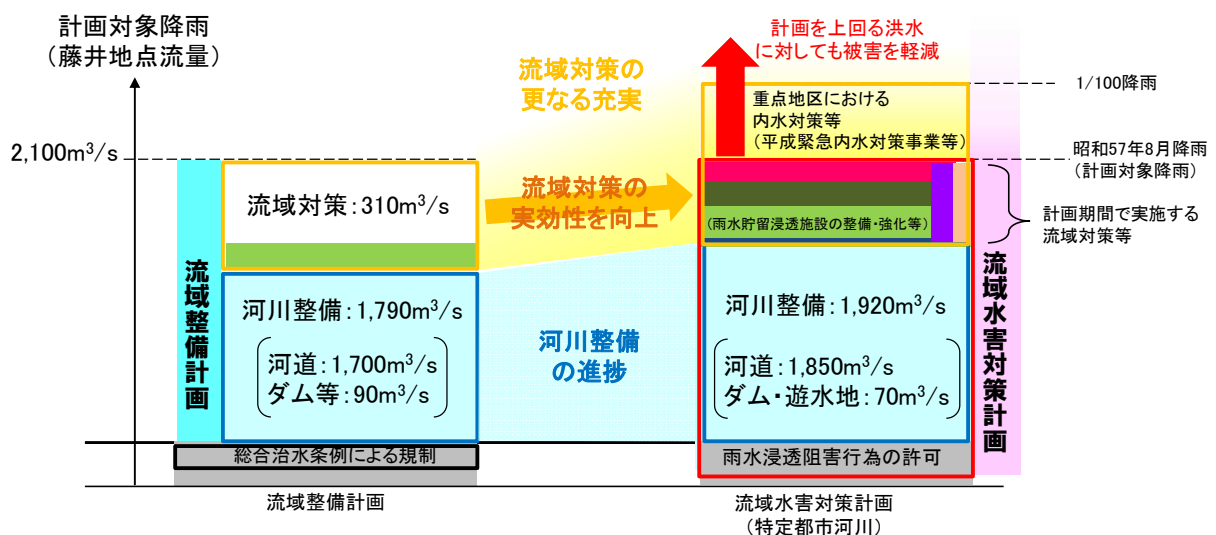 計画対象降雨
(藤井地点流量)
計画を上回る洪水
に対しても被害を軽減
流域対策の
更なる充実
1/100降雨
重点地区における
内水対策等
(平成緊急内水対策事業等)
2,100m³/s
昭和57年8月降雨
(計画対象降雨)
流域対策:310m³/s
流域対策の
実効性を向上
(雨水貯留浸透施設の整備・強化等)
計画期間で実施する
流域対策等
流域整備計画
河川整備:1,790m³/s
河道:1,700m³/s
ダム等:90m³/s
河川整備
の進捗
河川整備:1,920m³/s
河道:1,850m³/s
ダム・遊水地:70m³/s
流域水害対策計画
総合治水条例による規制
雨水浸透阻害行為の許可
流域整備計画
流域水害対策計画
(特定都市河川)